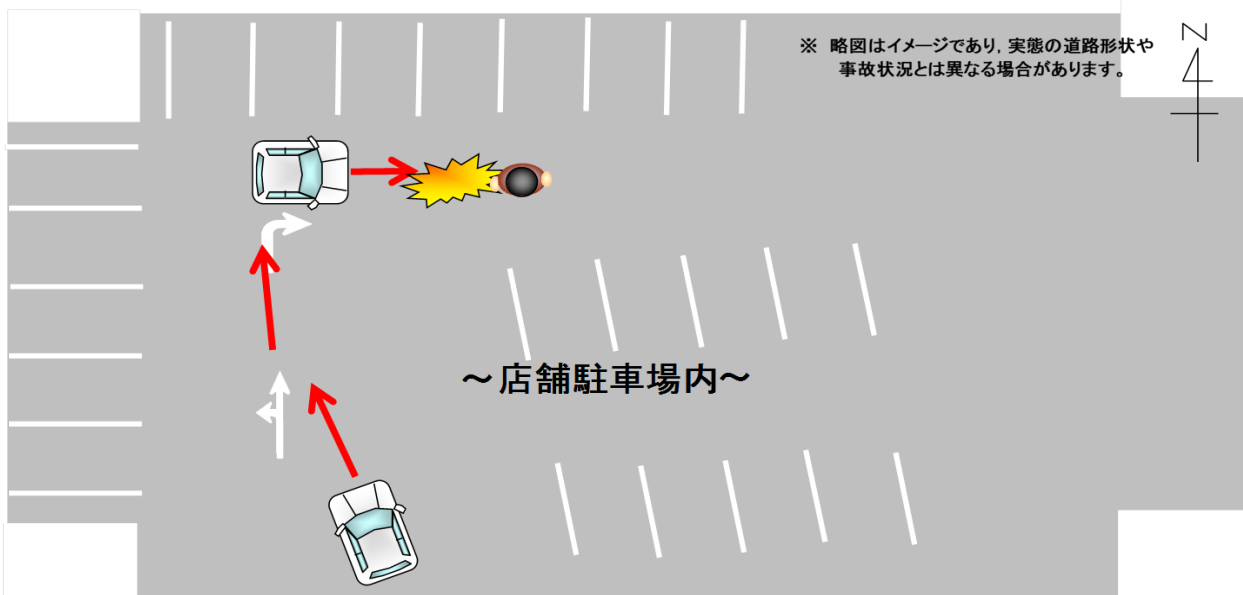 ※ 略図はイメージであり，実態の道路形状や
事故状況とは異なる場合があります。
N
～店舗駐車場内～